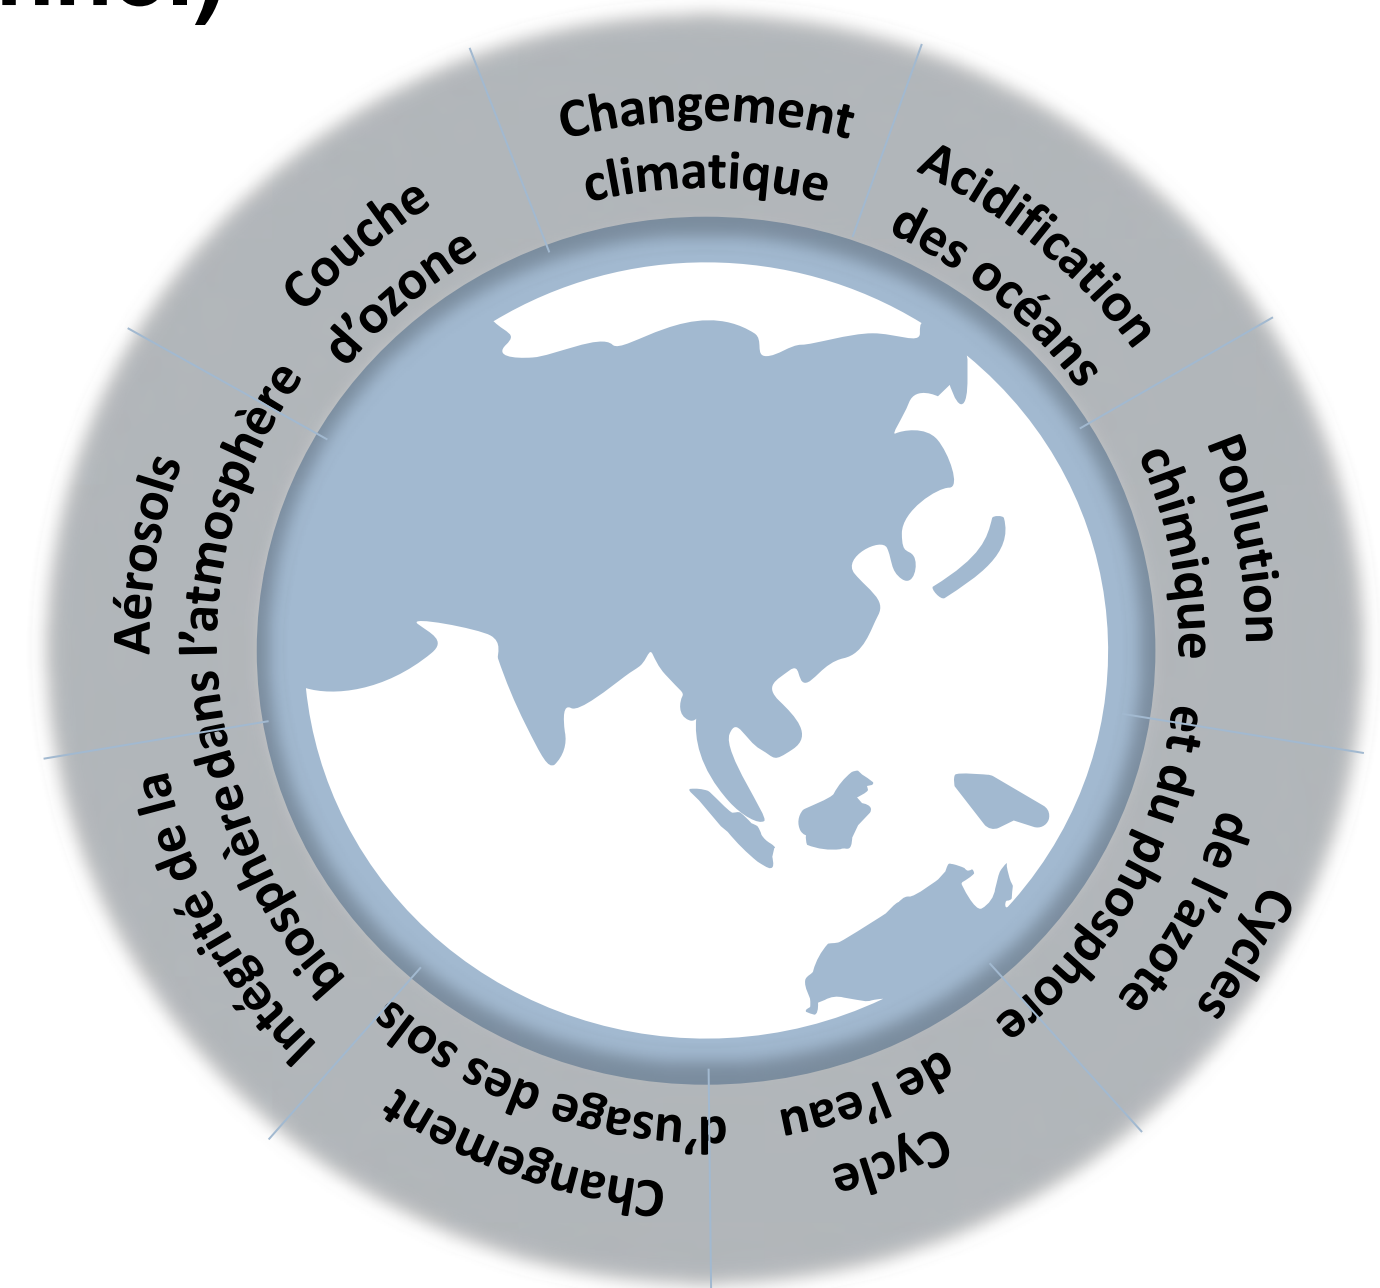 Changement
climatique
Acidification
des océans
Pollution
chimique
Cycles
de l'azote
et du phosphore
Cycle
de l'eau
Changement
d'usage des sols
Intégrité de la
biosphère
Aérosols
dans l'atmosphère
Couche
d'ozone